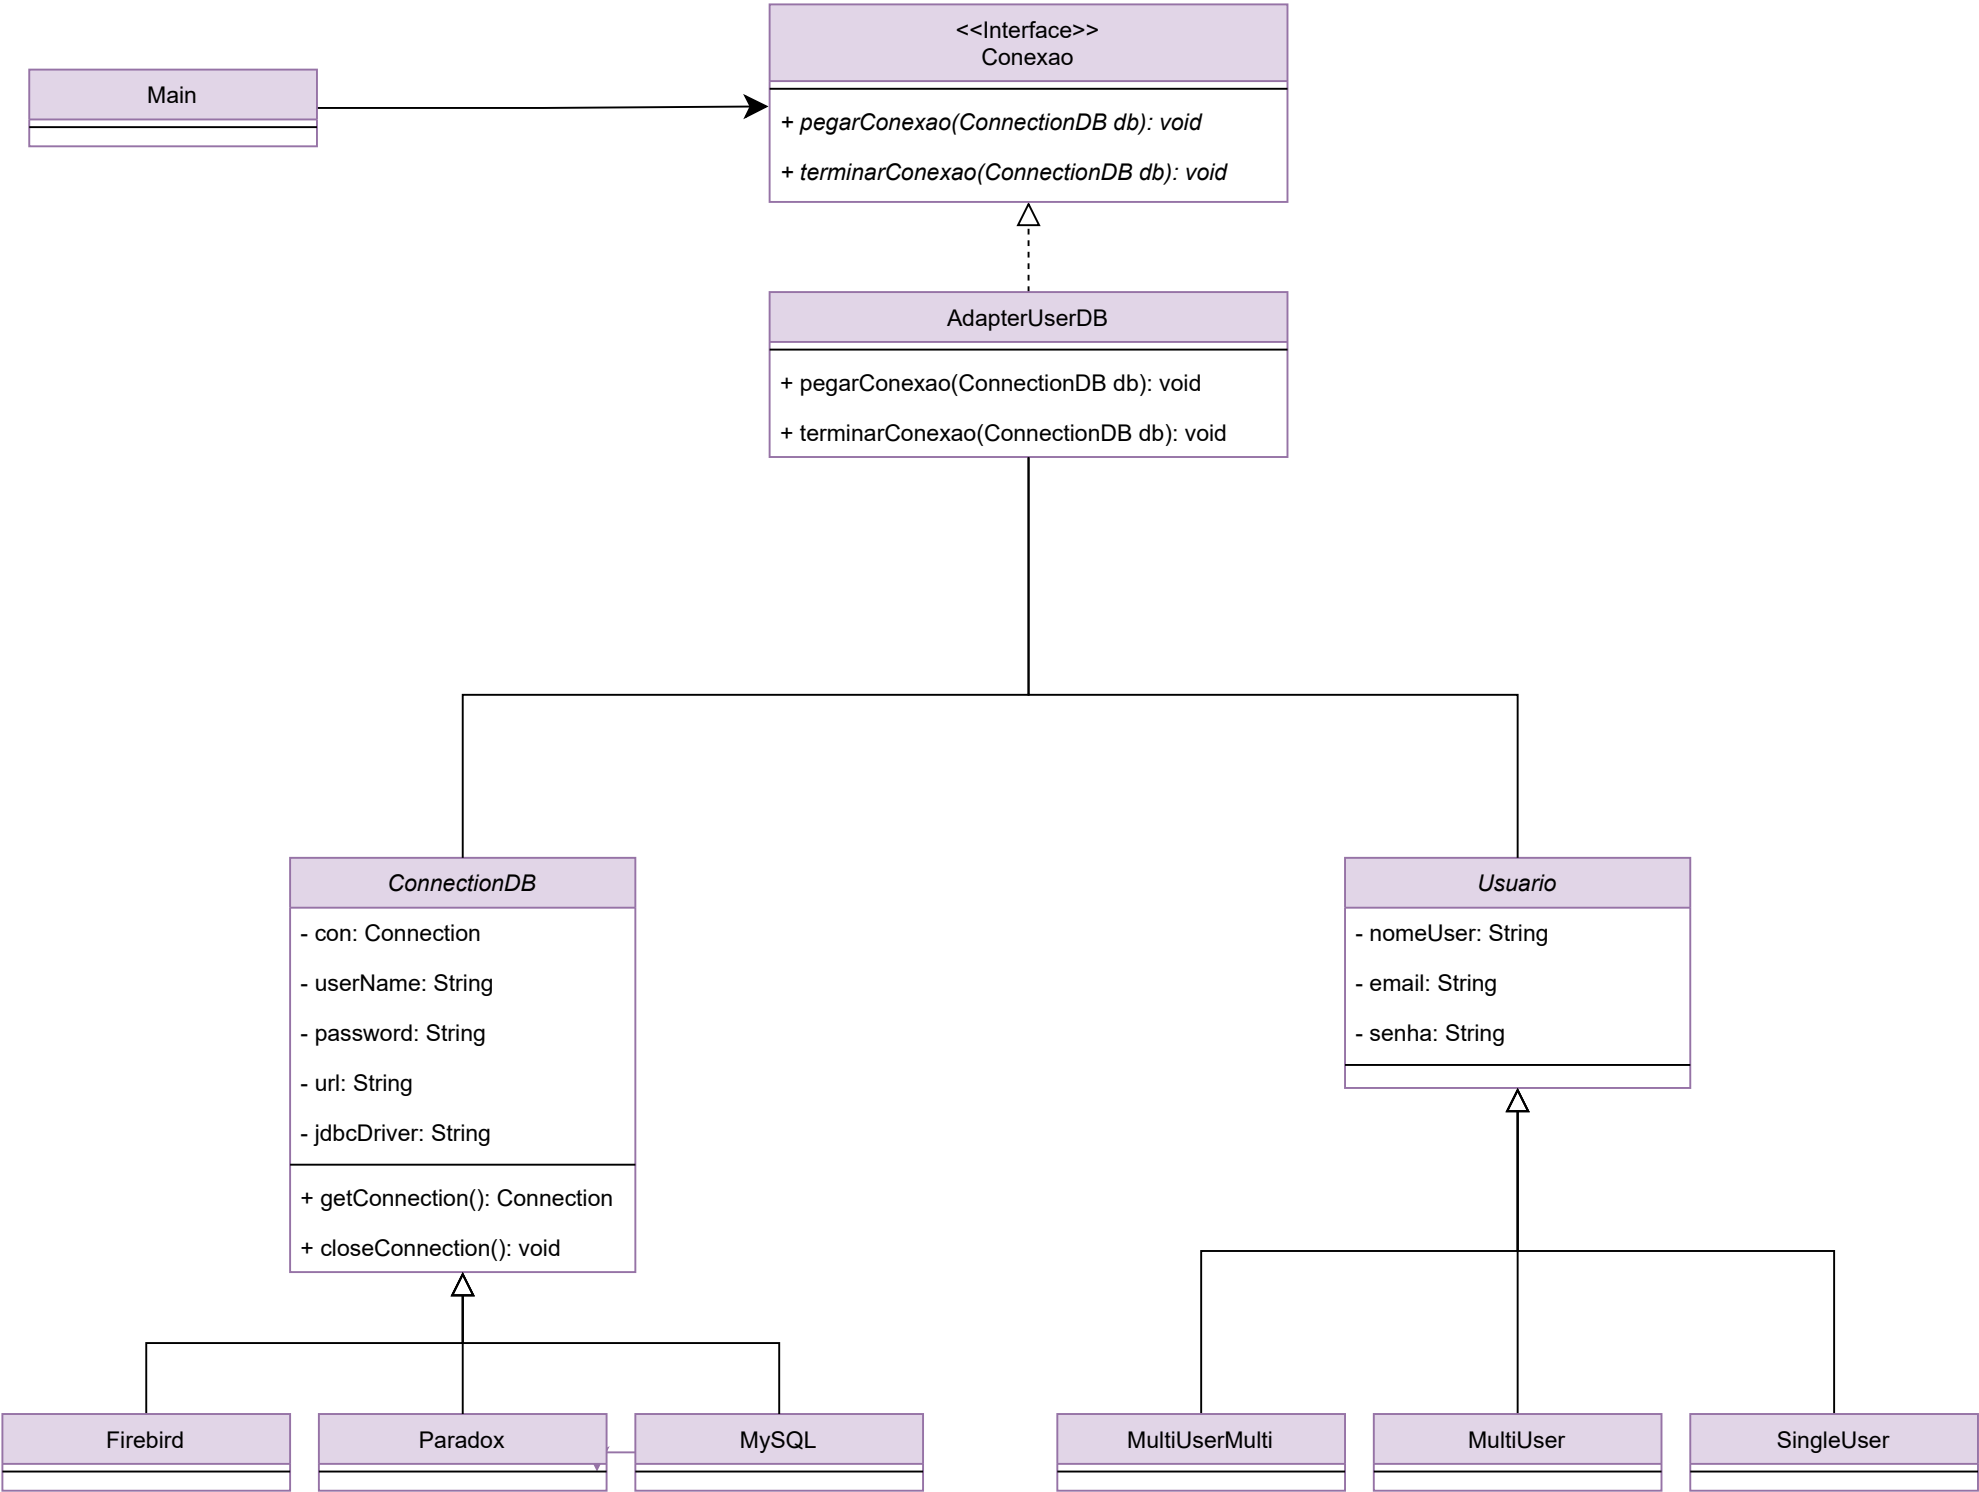 Main
<<Interface>>
Conexao
+ pegarConexao(ConnectionDB db): void
+ terminarConexao(ConnectionDB db): void
AdapterUserDB
+ pegarConexao(ConnectionDB db): void
+ terminarConexao(ConnectionDB db): void
ConnectionDB
- con: Connection
- userName: String
- password: String
- url: String
- jdbcDriver: String
+ getConnection(): Connection
+ closeConnection(): void
Usuario
- nomeUser: String
- email: String
- senha: String
Firebird
Paradox
MySQL
MultiUserMulti
MultiUser
SingleUser